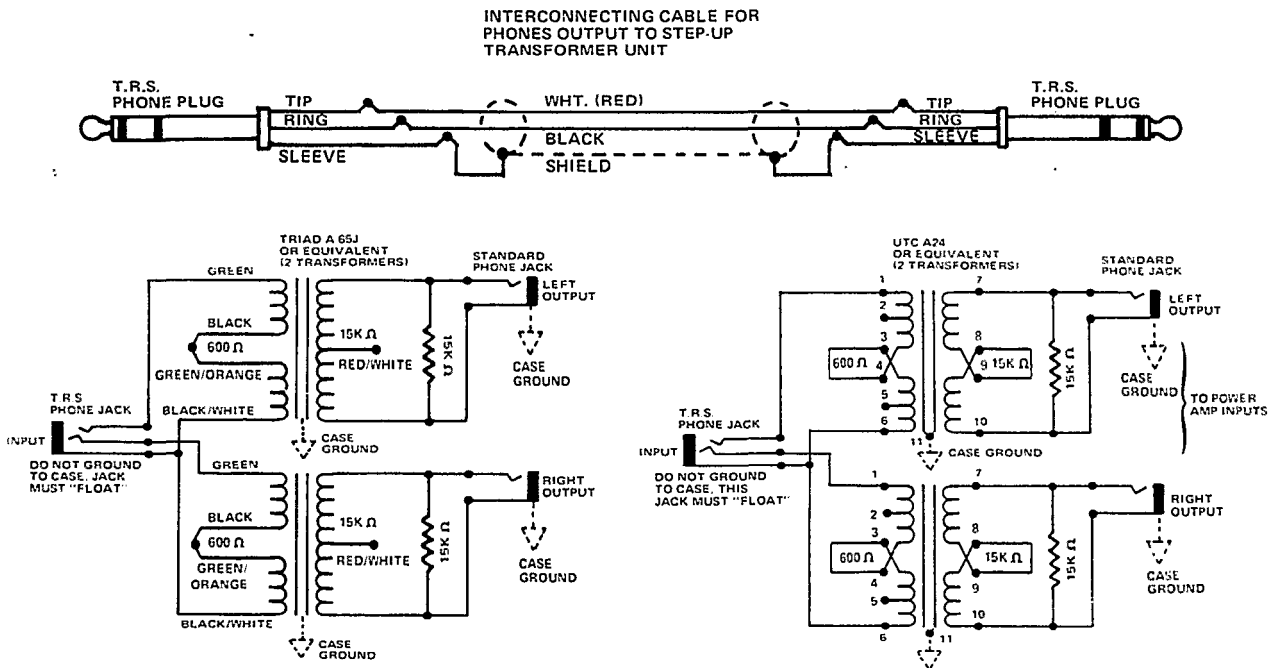 INTERCONNECTING CABLE FOR
PHONES OUTPUT TO STEP-UP
TRANSFORMER UNIT
T.R.S.
PHONE PLUG
TIP
RING
SLEEVE
WHT. (RED)
BLACK
SHIELD
TIP
RING
SLEEVE
T.R.S.
PHONE PLUG
TRIAD A 65J
OR EQUIVALENT
(2 TRANSFORMERS)
STANDARD
PHONE JACK
GREEN
LEFT
OUTPUT
BLACK
600 Ω
GREEN/ORANGE
15K Ω
RED/WHITE
15K Ω
CASE
GROUND
BLACK/WHITE
T.R.S
PHONE JACK
INPUT
DO NOT GROUND
TO CASE, JACK
MUST "FLOAT"
CASE
GROUND
GREEN
RIGHT
OUTPUT
BLACK
600 Ω
GREEN/
ORANGE
15K Ω
RED/WHITE
15K Ω
CASE
GROUND
BLACK/WHITE
CASE
GROUND
UTC A24
OR EQUIVALENT
(2 TRANSFORMERS)
STANDARD
PHONE JACK
1
7
LEFT
OUTPUT
2
3
8
600 Ω
4
9
15K Ω
15K Ω
CASE
GROUND
5
6
10
TO POWER
AMP INPUTS
T.R.S.
PHONE JACK
INPUT
DO NOT GROUND
TO CASE, THIS
JACK MUST "FLOAT"
11
CASE GROUND
1
7
RIGHT
OUTPUT
2
3
8
600 Ω
15K Ω
15K Ω
4
9
CASE
GROUND
5
10
6
11